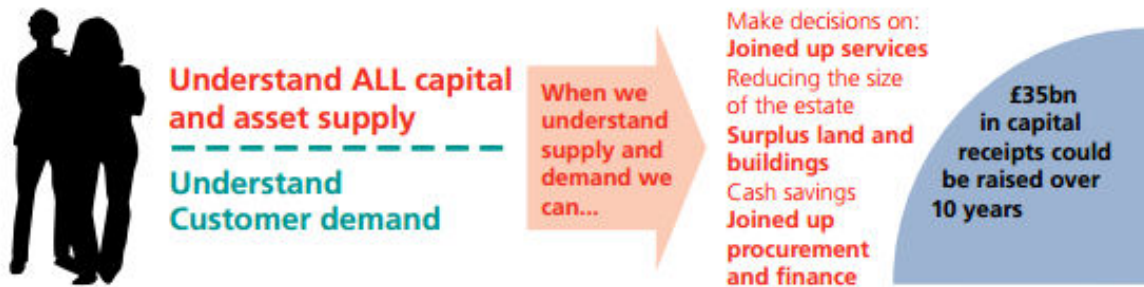 Understand ALL capital
and asset supply
Understand
Customer demand
When we
understand
supply and
demand we
can...
Make decisions on:
Joined up services
Reducing the size
of the estate
Surplus land and
buildings
Cash savings
Joined up
procurement
and finance
£35bn
in capital
receipts could
be raised over
10 years